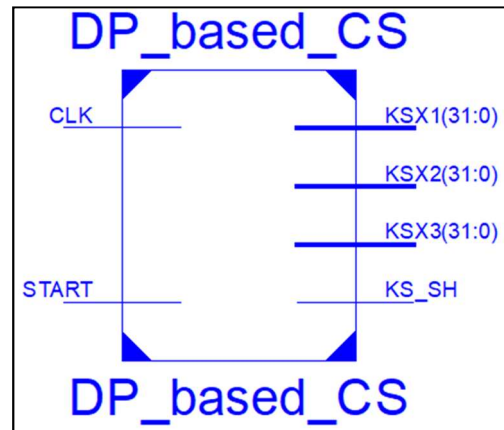 DP_based_CS
CLK KSX1(31:0)
KSX2(31:0)
KSX3(31:0)
START KS_SH
DP_based_CS